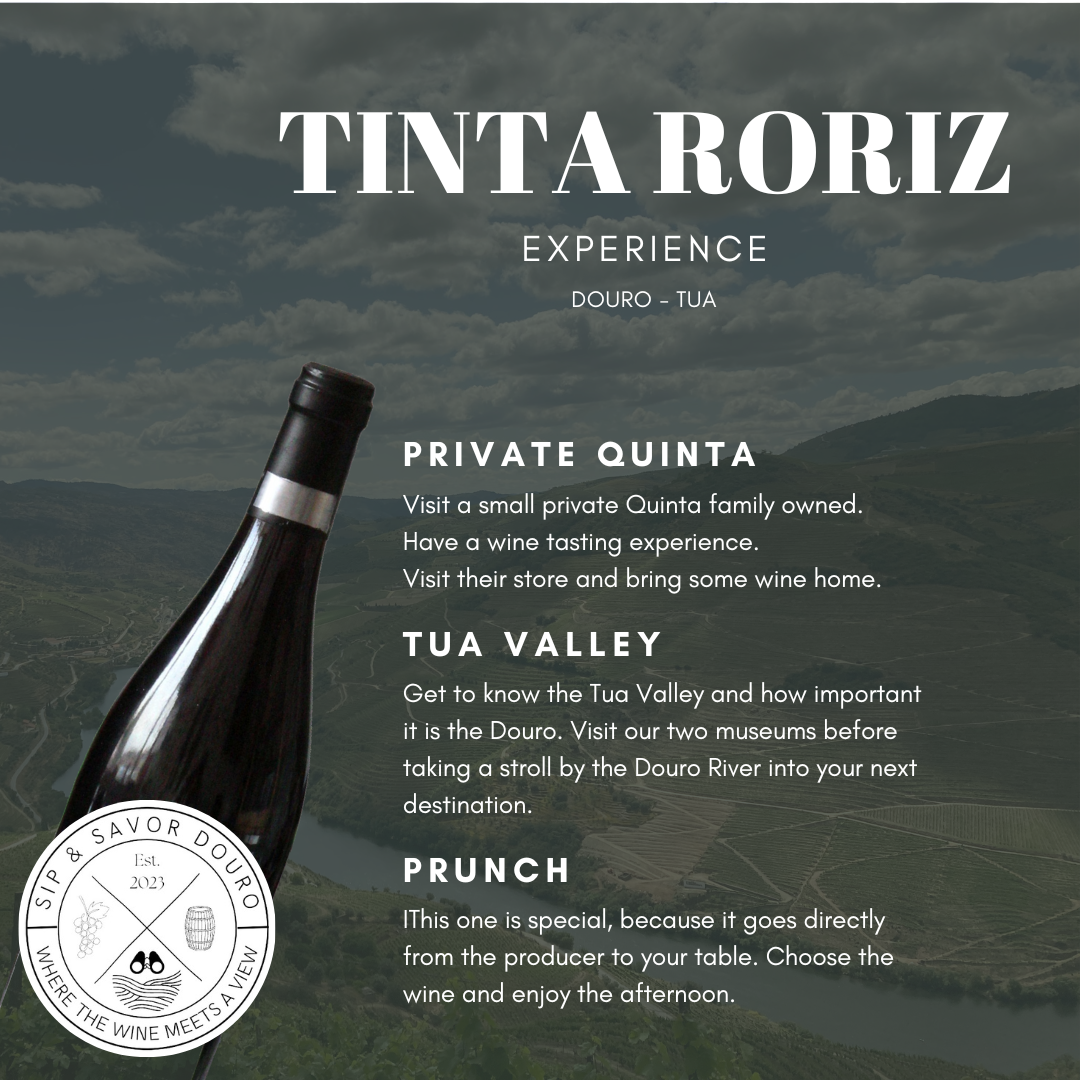 TINTA RORIZ
EXPERIENCE
DOURO - TUA
PRIVATE QUINTA
Visit a small private Quinta family owned.
Have a wine tasting experience.
Visit their store and bring some wine home.
TUA VALLEY
Get to know the Tua Valley and how important
it is the Douro. Visit our two museums before
taking a stroll by the Douro River into your next
destination.
PRUNCH
IThis one is special, because it goes directly
from the producer to your table. Choose the
wine and enjoy the afternoon.
SIP & SAVOR DOURO
Est.
2023
WHERE THE WINE MEETS A VIEW